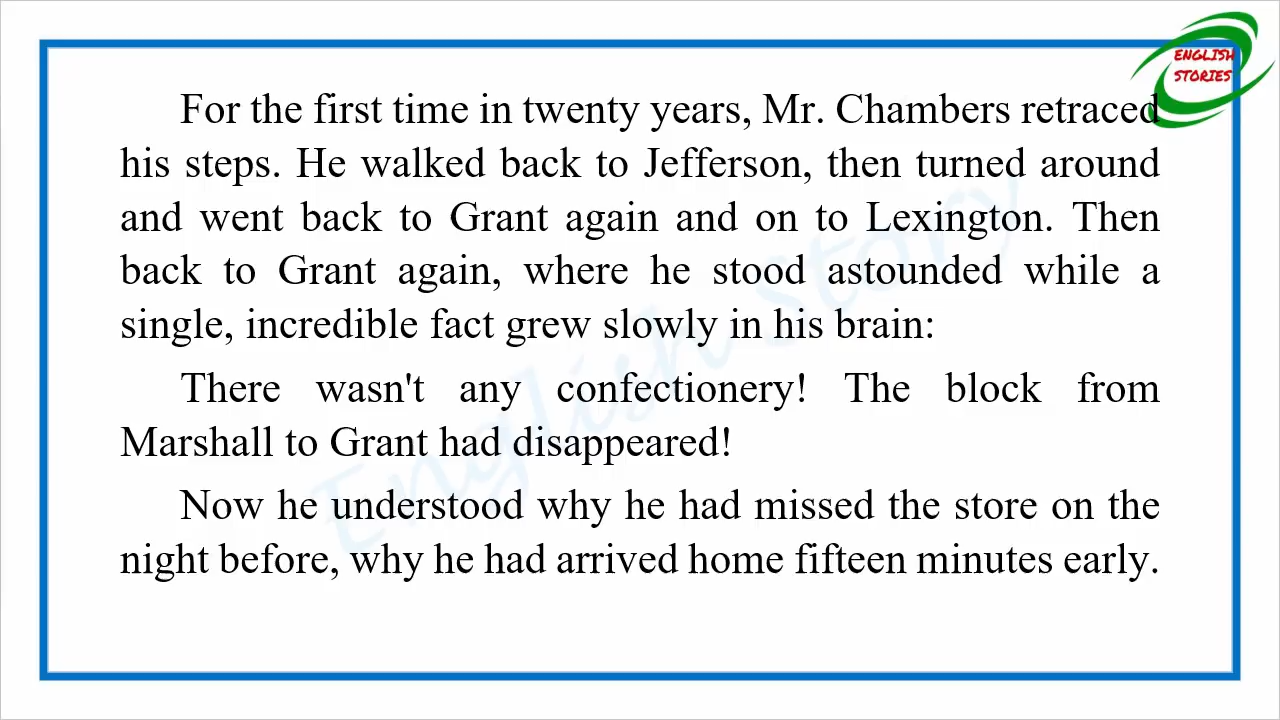 ENGLISH
STORIES
For the first time in twenty years, Mr. Chambers retraced
his steps. He walked back to Jefferson, then turned around
and went back to Grant again and on to Lexington. Then
back to Grant again, where he stood astounded while a
single, incredible fact grew slowly in his brain:
There wasn't any confectionery! The block from
Marshall to Grant had disappeared!
Now he understood why he had missed the store on the
night before, why he had arrived home fifteen minutes early.
English Story